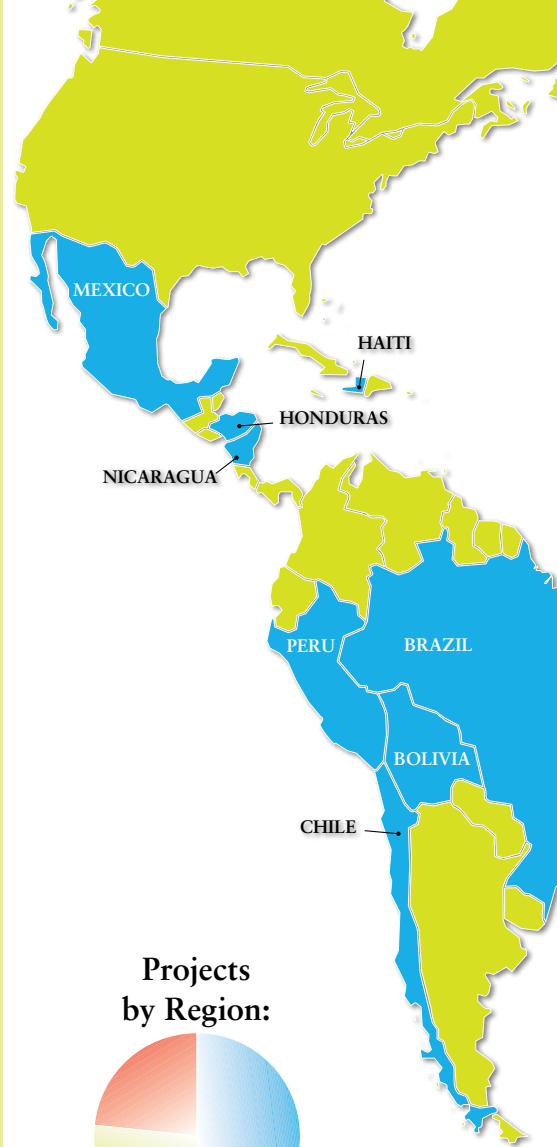 MEXICO
HAITI
HONDURAS
NICARAGUA
PERU
BRAZIL
BOLIVIA
CHILE
Projects
by Region: